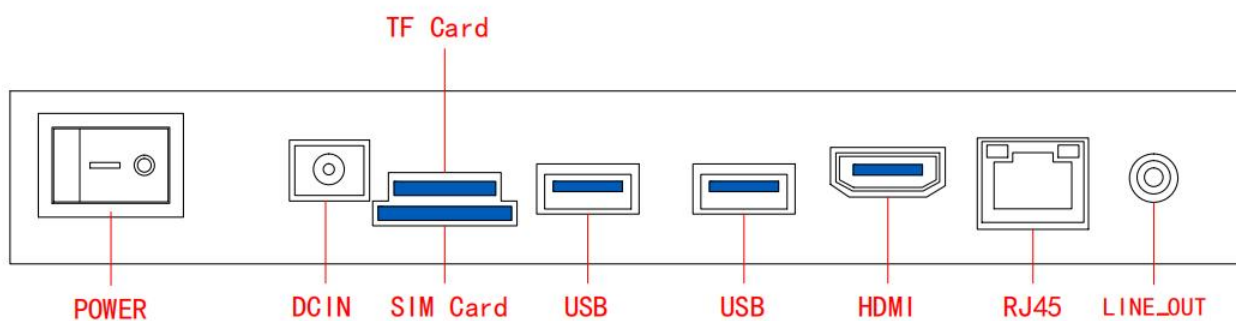 TF Card
POWER
DCIN
SIM Card
USB
USB
HDMI
RJ45
LINE_OUT